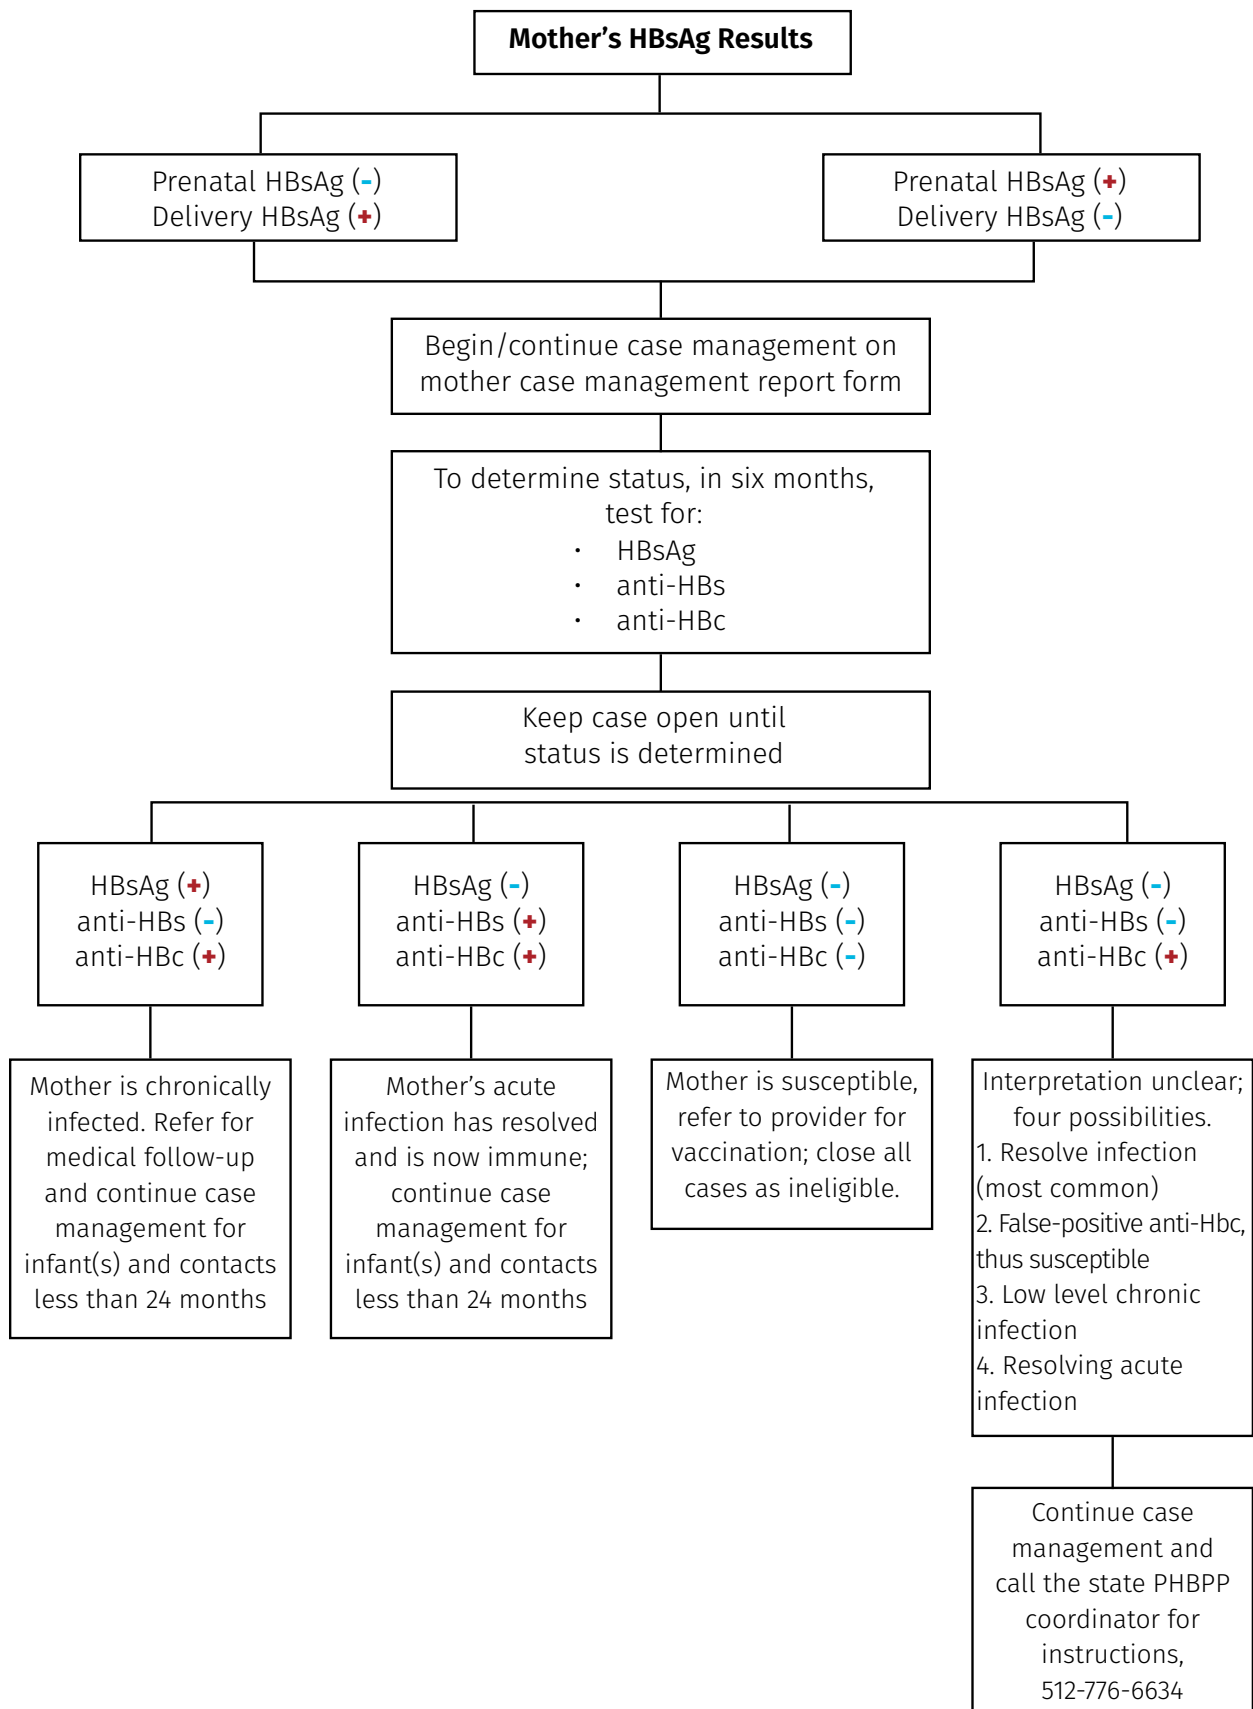 Mother's HBsAg Results
Prenatal HBsAg (-)
Delivery HBsAg (+)
Prenatal HBsAg (+)
Delivery HBsAg (-)
Begin/continue case management on
mother case management report form
To determine status, in six months,
test for:
· HBsAg
· anti-HBs
· anti-HBc
Keep case open until
status is determined
HBsAg (+)
anti-HBs (-)
anti-HBc (+)
HBsAg (-)
anti-HBs (+)
anti-HBc (+)
HBsAg (-)
anti-HBs (-)
anti-HBc (-)
HBsAg (-)
anti-HBs (-)
anti-HBc (+)
Mother is chronically
infected. Refer for
medical follow-up
and continue case
management for
infant(s) and contacts
less than 24 months
Mother's acute
infection has resolved
and is now immune;
continue case
management for
infant(s) and contacts
less than 24 months
Mother is susceptible,
refer to provider for
vaccination; close all
cases as ineligible.
Interpretation unclear;
four possibilities.
1. Resolve infection
(most common)
2. False-positive anti-Hbc,
thus susceptible
3. Low level chronic
infection
4. Resolving acute
infection
Continue case
management and
call the state PHBPP
coordinator for
instructions,
512-776-6634